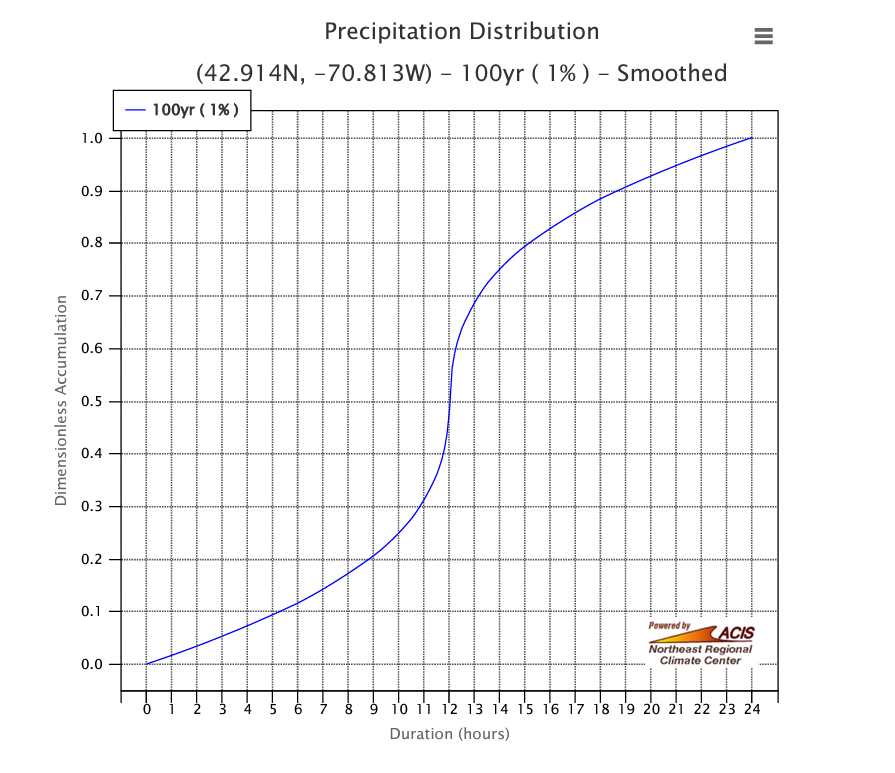 Precipitation Distribution
(42.914N, −70.813W) − 100yr ( 1% ) − Smoothed
100yr ( 1% )
1.0
0.9
0.8
0.7
0.6
0.5
0.4
0.3
0.2
0.1
0.0
Dimensionless Accumulation
Powered by ACIS
Northeast Regional
Climate Center
0 1 2 3 4 5 6 7 8 9 10 11 12 13 14 15 16 17 18 19 20 21 22 23 24
Duration (hours)